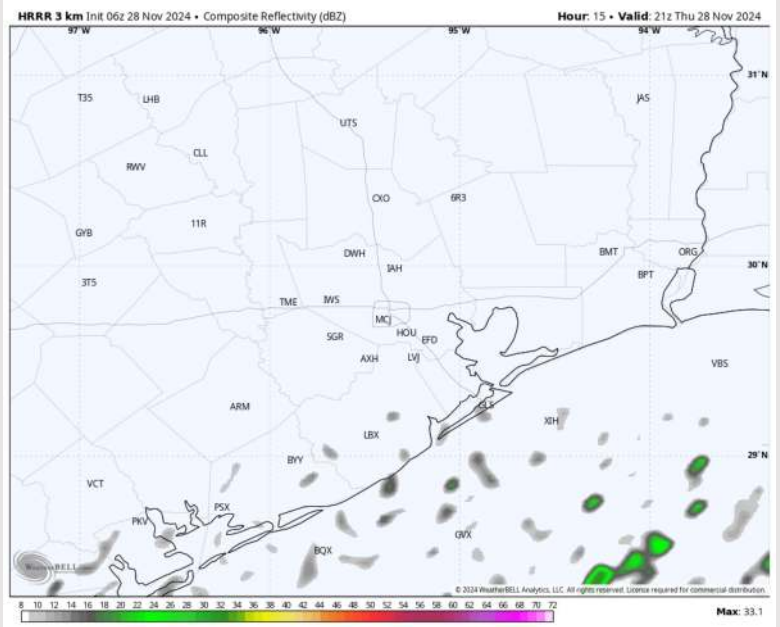 HRRR 3 km Init 06z 28 Nov 2024 • Composite Reflectivity (dBZ)
Hour: 15 • Valid: 21z Thu 28 Nov 2024
97°W 96°W 95°W 94°W
31°N
T35 LHB JAS
UTS
CLL
RWV
CXO 6R3
11R
GYB
DWH BMT ORG
IAH 30°N
BPT
3T5
TME IWS
MCJ
SGR HOU EFD
AXH LVJ VBS
ARM GLS
XIH
LBX
BYY 29°N
VCT
PSX
PKV
GVX
BQX
WeatherBELL
© 2024 WeatherBELL Analytics, LLC. All rights reserved. License required for commercial distribution.
8 10 12 14 16 18 20 22 24 26 28 30 32 34 36 38 40 42 44 46 48 50 52 54 56 58 60 62 64 66 68 70 72
Max: 33.1